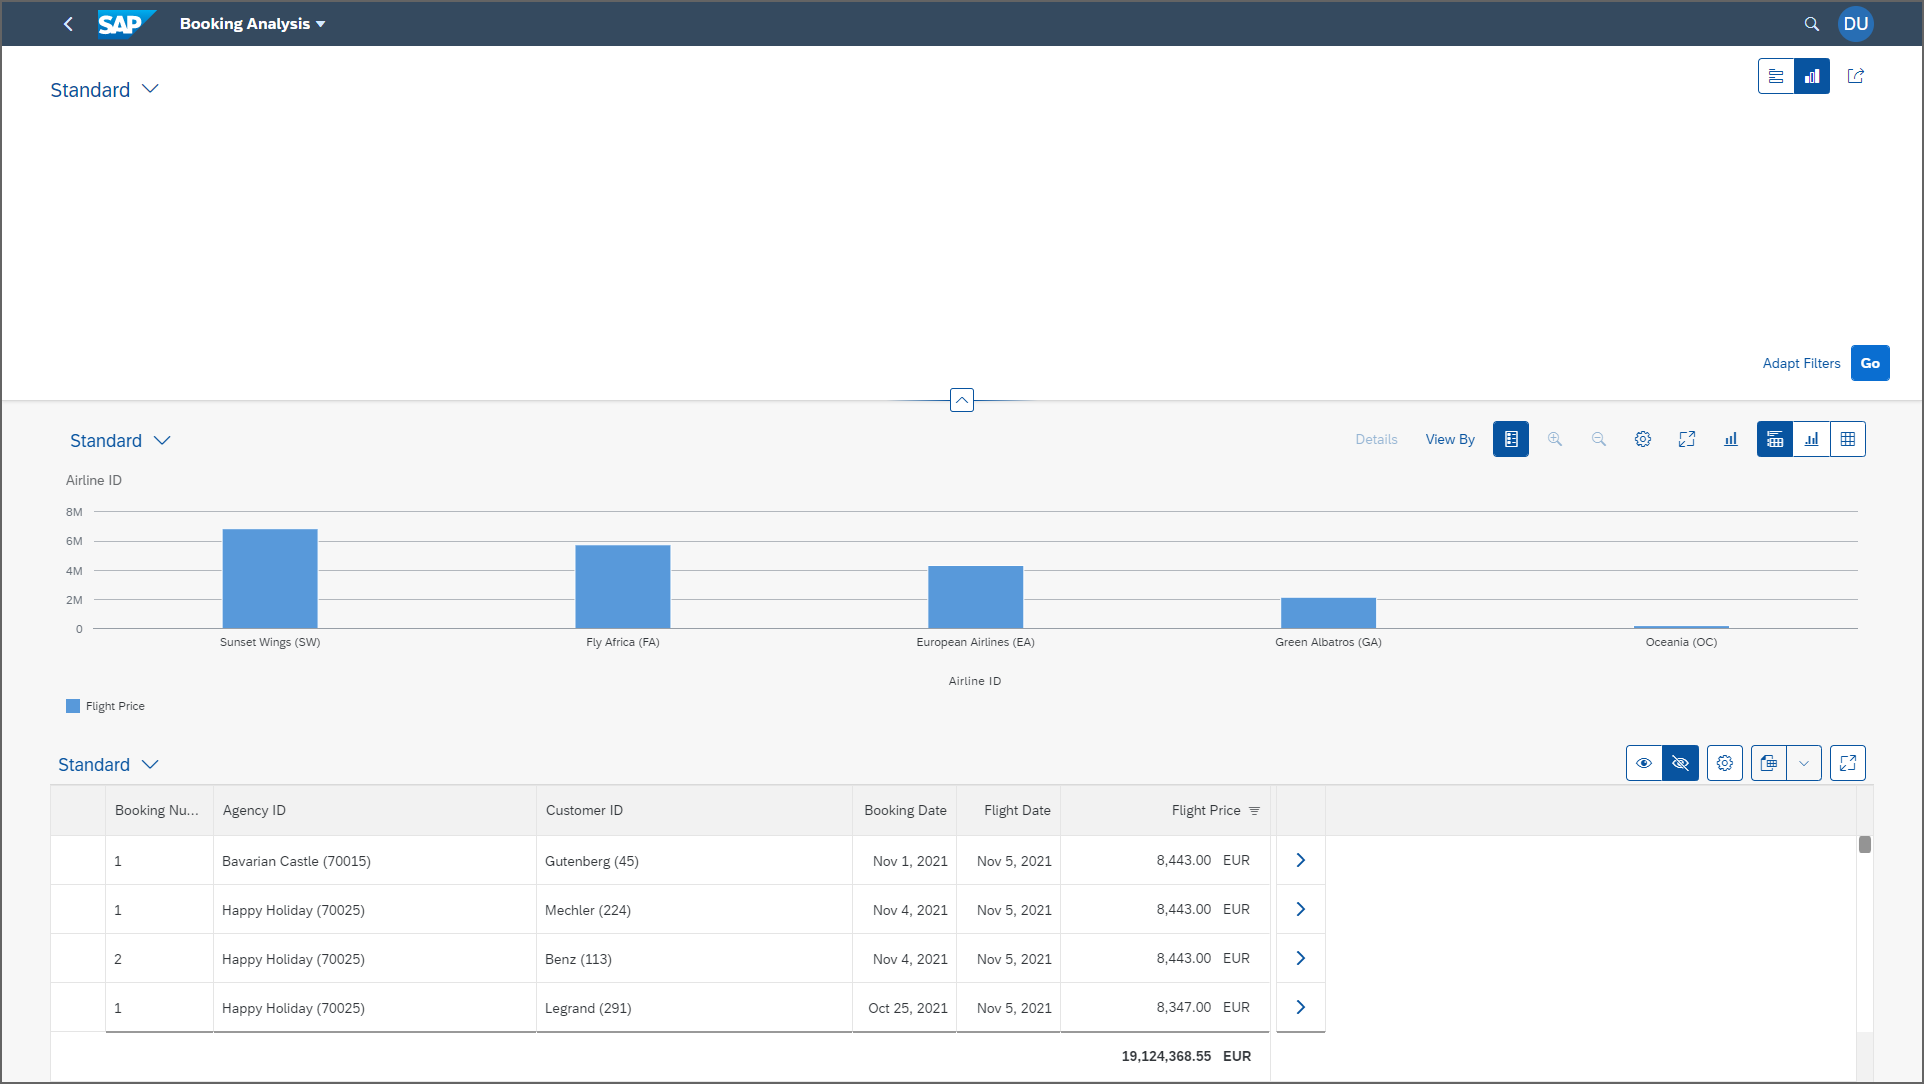 SAP Booking Analysis DU
Standard
Adapt Filters Go
Standard Details View By
Airline ID
8M
6M
4M
2M
0
Sunset Wings (SW) Fly Africa (FA) European Airlines (EA) Green Albatros (GA) Oceania (OC)
Airline ID
Flight Price
Standard
Booking Nu... Agency ID Customer ID Booking Date Flight Date Flight Price
1 Bavarian Castle (70015) Gutenberg (45) Nov 1, 2021 Nov 5, 2021 8,443.00 EUR
1 Happy Holiday (70025) Mechler (224) Nov 4, 2021 Nov 5, 2021 8,443.00 EUR
2 Happy Holiday (70025) Benz (113) Nov 4, 2021 Nov 5, 2021 8,443.00 EUR
1 Happy Holiday (70025) Legrand (291) Oct 25, 2021 Nov 5, 2021 8,347.00 EUR
19,124,368.55 EUR